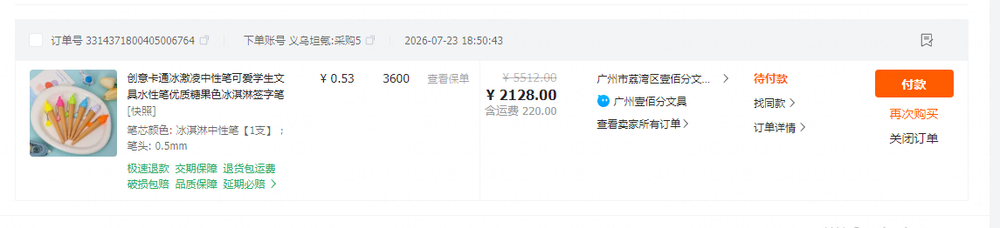 订单号 3314371800405006764
下单账号 义乌坦氪:采购5
2026-07-23 18:50:43
创意卡通冰激凌中性笔可爱学生文
具水性笔优质糖果色冰淇淋签字笔
[快照]
笔芯颜色: 冰淇淋中性笔【1支】;
笔头: 0.5mm
极速退款 交期保障 退货包运费
破损包赔 品质保障 延期必赔
¥ 0.53
3600
查看保单
¥ 5512.00
¥ 2128.00
含运费 220.00
广州市荔湾区壹佰分文...
广州壹佰分文具
查看卖家所有订单
待付款
找同款
订单详情
付款
再次购买
关闭订单